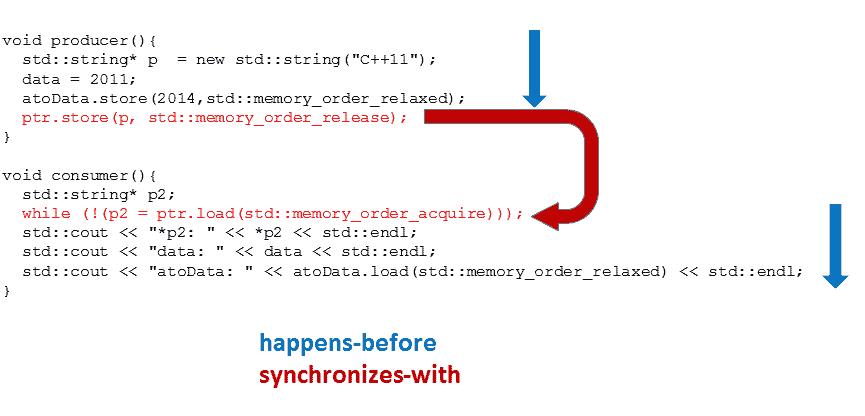 void producer(){
  std::string* p  = new std::string("C++11");
  data = 2011;
  atoData.store(2014,std::memory_order_relaxed);
  ptr.store(p, std::memory_order_release);
}
void consumer(){
  std::string* p2;
  while (!(p2 = ptr.load(std::memory_order_acquire)));
  std::cout << "*p2: " << *p2 << std::endl;
  std::cout << "data: " << data << std::endl;
  std::cout << "atoData: " << atoData.load(std::memory_order_relaxed) << std::endl;
}
happens-before
synchronizes-with